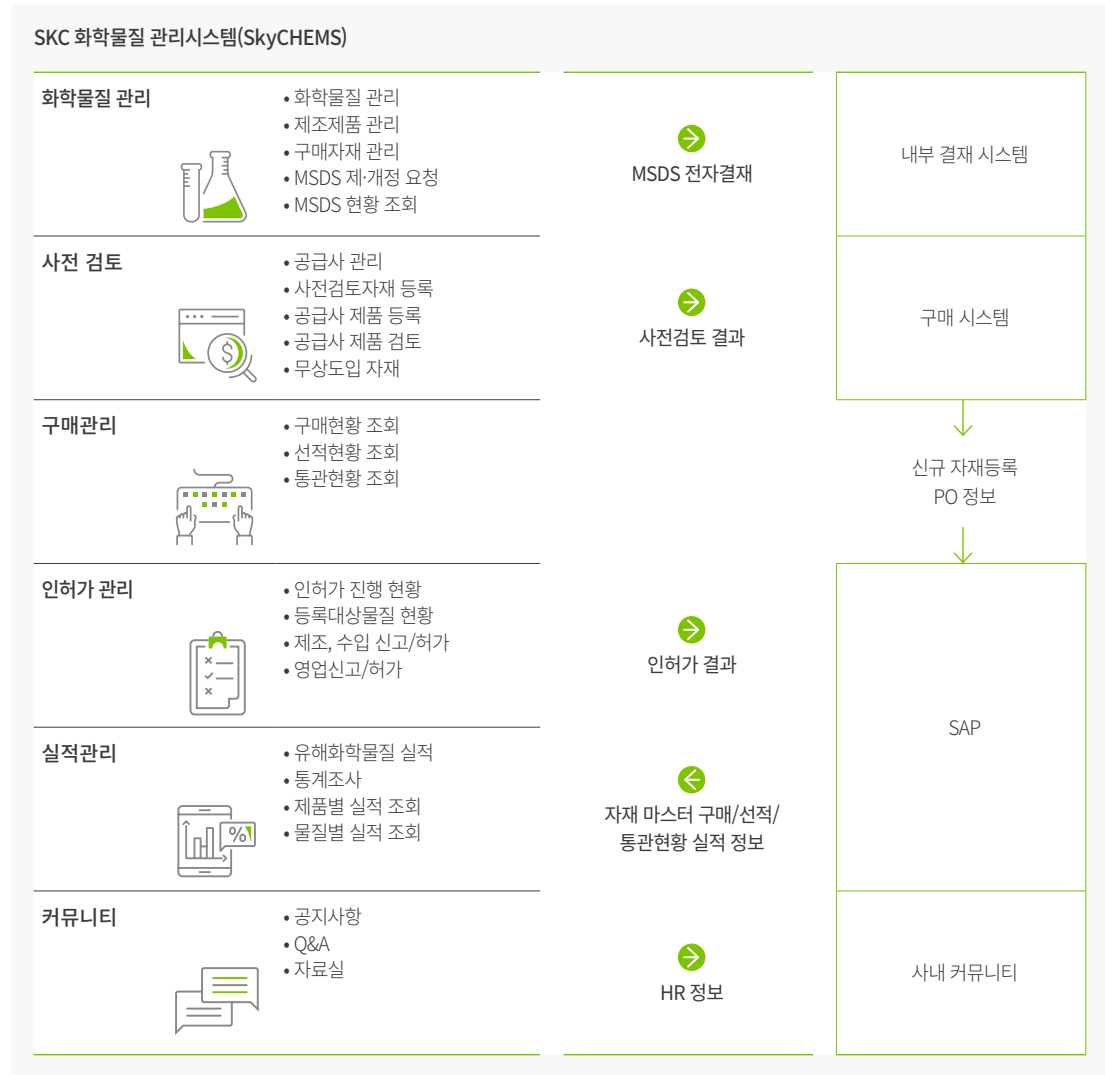 SKC 화학물질 관리시스템(SkyCHEMS)
화학물질 관리
• 화학물질 관리
• 제조제품 관리
• 구매자재 관리
• MSDS 제·개정 요청
• MSDS 현황 조회
MSDS 전자결재
내부 결재 시스템
사전 검토
• 공급사 관리
• 사전검토자재 등록
• 공급사 제품 등록
• 공급사 제품 검토
• 무상도입 자재
$
사전검토 결과
구매 시스템
구매관리
• 구매현황 조회
• 선적현황 조회
• 통관현황 조회
신규 자재등록
PO 정보
인허가 관리
• 인허가 진행 현황
• 등록대상물질 현황
• 제조, 수입 신고/허가
• 영업신고/허가
인허가 결과
SAP
실적관리
• 유해화학물질 실적
• 통계조사
• 제품별 실적 조회
• 물질별 실적 조회
%
자재 마스터 구매/선적/
통관현황 실적 정보
커뮤니티
• 공지사항
• Q&A
• 자료실
HR 정보
사내 커뮤니티